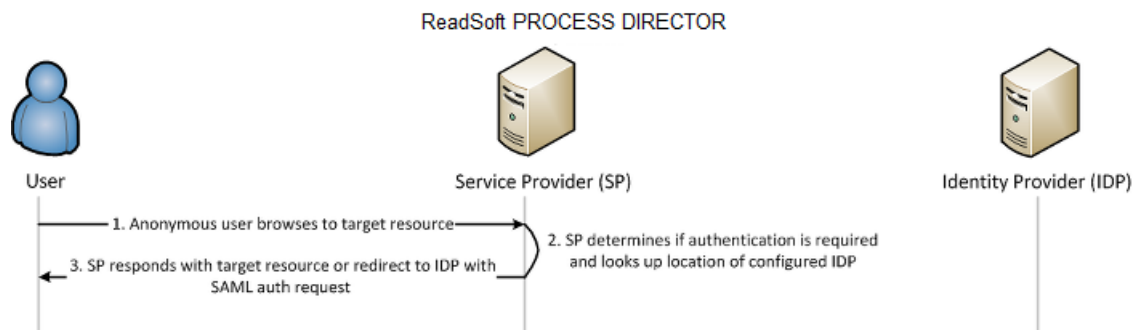 ReadSoft PROCESS DIRECTOR
User
Service Provider (SP)
Identity Provider (IDP)
1. Anonymous user browses to target resource
2. SP determines if authentication is required
and looks up location of configured IDP
3. SP responds with target resource or redirect to IDP with
SAML auth request